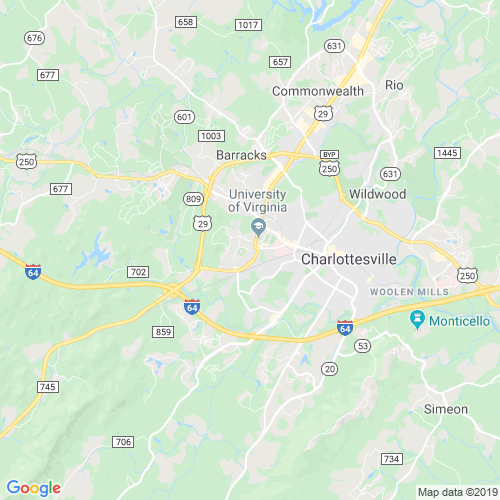 1017
658
676
631
657
677
Commonwealth
Rio
29
601
1003
Barracks
BYP
250
1445
250
677
631
University
of Virginia
Wildwood
809
29
Charlottesville
702
64
250
WOOLEN MILLS
64
Monticello
859
64
53
20
745
Simeon
706
734
Google
Map data ©2019